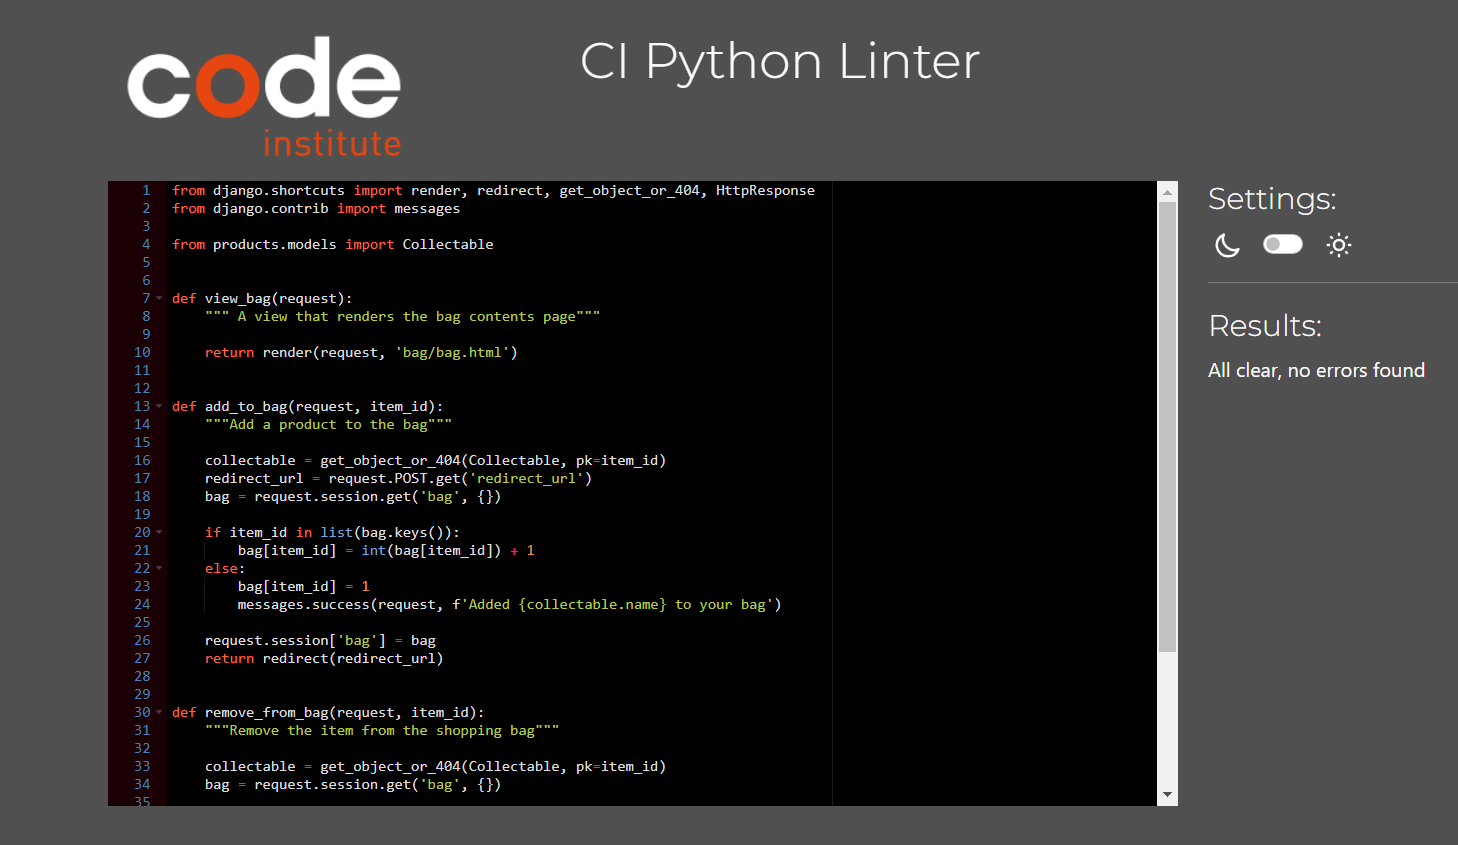 code
institute
CI Python Linter
1 from django.shortcuts import render, redirect, get_object_or_404, HttpResponse
2 from django.contrib import messages
3
4 from products.models import Collectable
5
6
7 def view_bag(request):
8     """ A view that renders the bag contents page"""
9
10     return render(request, 'bag/bag.html')
11
12
13 def add_to_bag(request, item_id):
14     """Add a product to the bag"""
15
16     collectable = get_object_or_404(Collectable, pk=item_id)
17     redirect_url = request.POST.get('redirect_url')
18     bag = request.session.get('bag', {})
19
20     if item_id in list(bag.keys()):
21         bag[item_id] = int(bag[item_id]) + 1
22     else:
23         bag[item_id] = 1
24         messages.success(request, f'Added {collectable.name} to your bag')
25
26     request.session['bag'] = bag
27     return redirect(redirect_url)
28
29
30 def remove_from_bag(request, item_id):
31     """Remove the item from the shopping bag"""
32
33     collectable = get_object_or_404(Collectable, pk=item_id)
34     bag = request.session.get('bag', {})
35
Settings:
Results:
All clear, no errors found